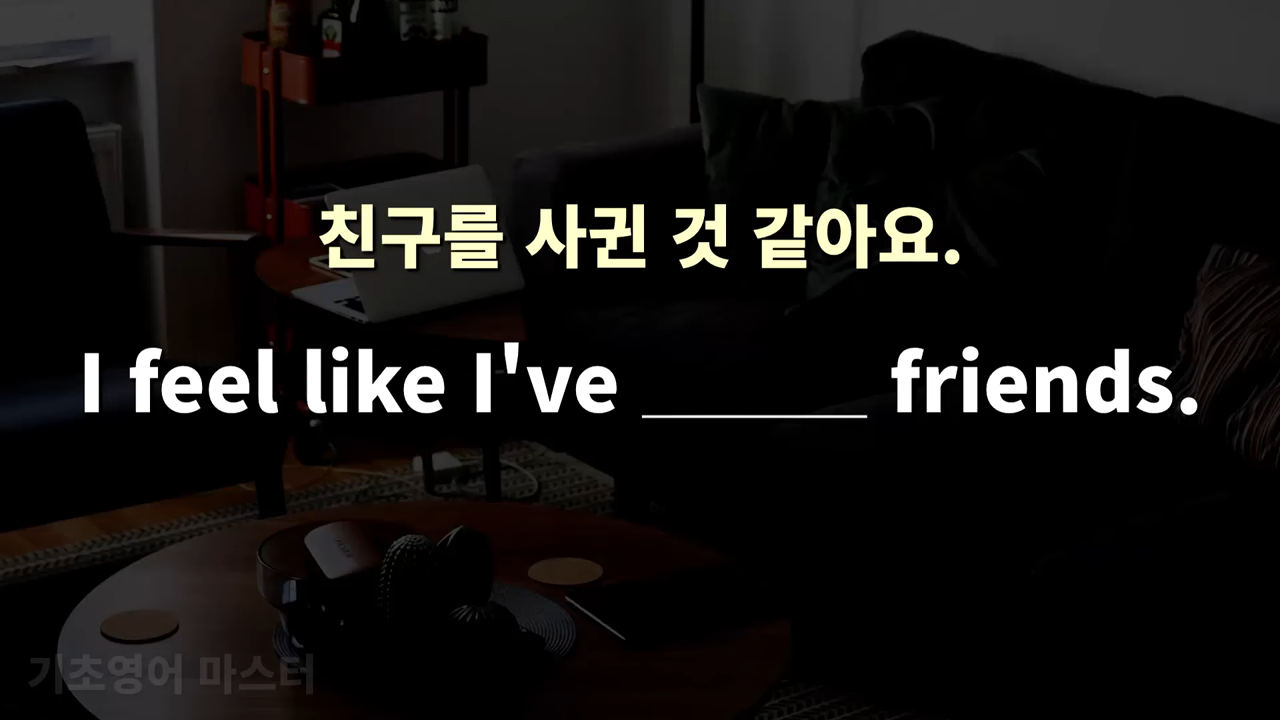 친구를 사귄 것 같아요.
I feel like I've _____ friends.
기초영어 마스터